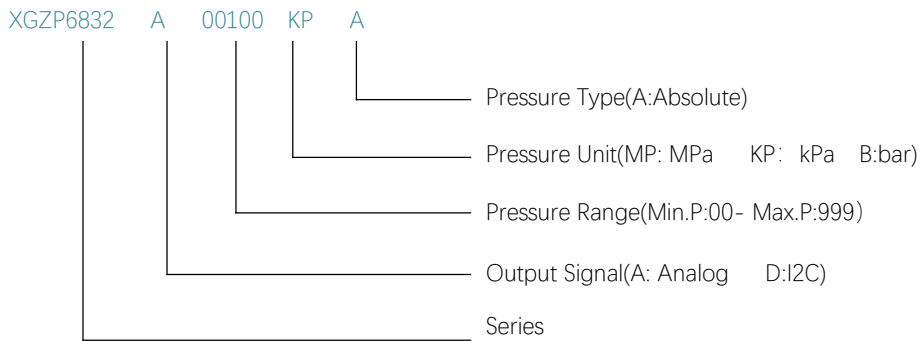 XGZP6832 A 00100 KP A
Pressure Type(A:Absolute)
Pressure Unit(MP: MPa KP： kPa B:bar)
Pressure Range(Min.P:00- Max.P:999）
Output Signal(A: Analog D:I2C)
Series